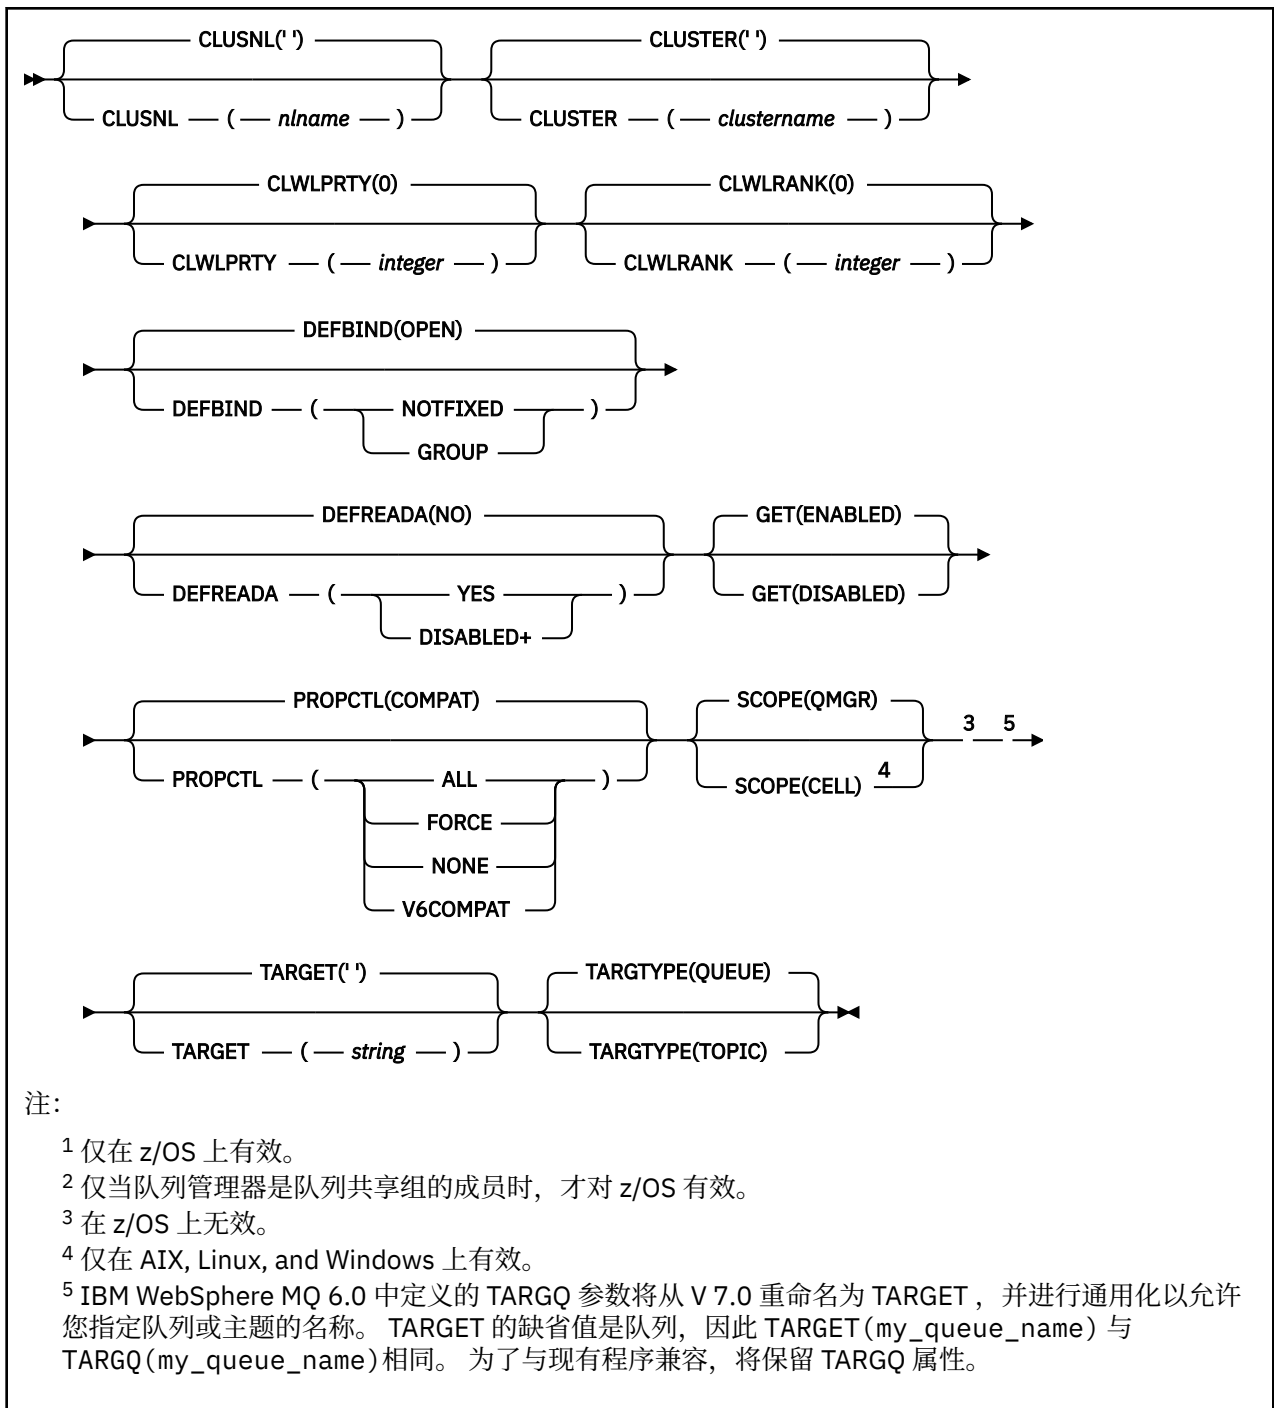 CLUSNL(' ') CLUSTER(' ')
CLUSNL ( nlname ) CLUSTER ( clustername )
CLWLPRTY(0) CLWLRANK(0)
CLWLPRTY ( integer ) CLWLRANK ( integer )
DEFBIND(OPEN)
DEFBIND ( NOTFIXED )
GROUP
DEFREADA(NO) GET(ENABLED)
DEFREADA ( YES ) GET(DISABLED)
DISABLED+
PROPCTL(COMPAT) SCOPE(QMGR) 3 5
PROPCTL ( ALL ) SCOPE(CELL) 4
FORCE
NONE
V6COMPAT
TARGET(' ') TARGTYPE(QUEUE)
TARGET ( string ) TARGTYPE(TOPIC)
注：
1 仅在 z/OS 上有效。
2 仅当队列管理器是队列共享组的成员时，才对 z/OS 有效。
3 在 z/OS 上无效。
4 仅在 AIX, Linux, and Windows 上有效。
5 IBM WebSphere MQ 6.0 中定义的 TARGQ 参数将从 V 7.0 重命名为 TARGET ，并进行通用化以允许
您指定队列或主题的名称。 TARGET 的缺省值是队列，因此 TARGET(my_queue_name) 与
TARGQ(my_queue_name)相同。 为了与现有程序兼容，将保留 TARGQ 属性。